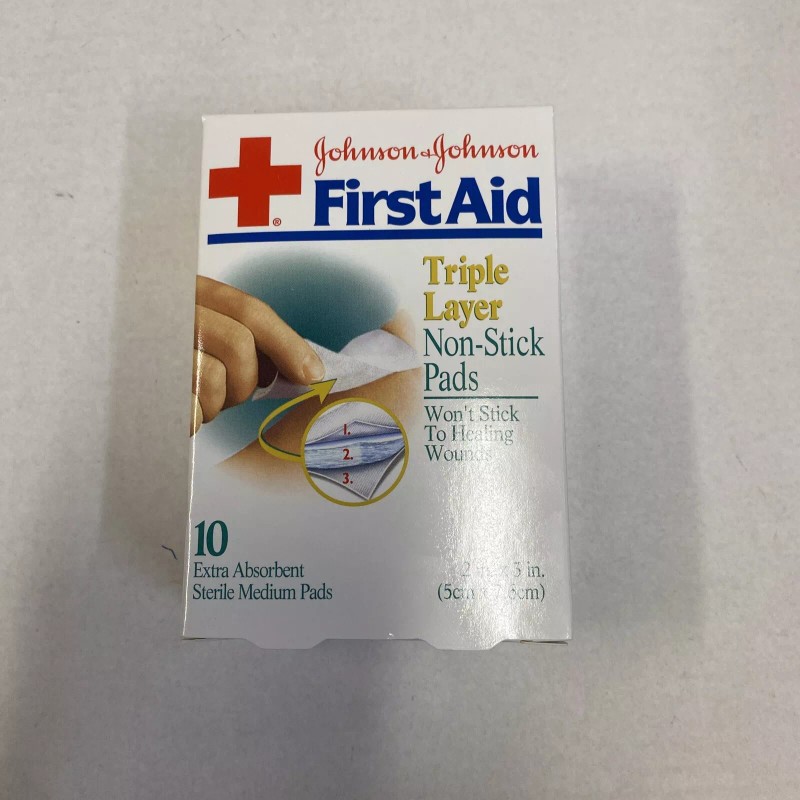 Johnson & Johnson
First Aid
®
Triple
Layer
Non-Stick
Pads
Won't Stick
To Healing
Wounds
1.
2.
3.
10
Extra Absorbent
Sterile Medium Pads
2 in. x 3 in.
(5cm x 7.6cm)